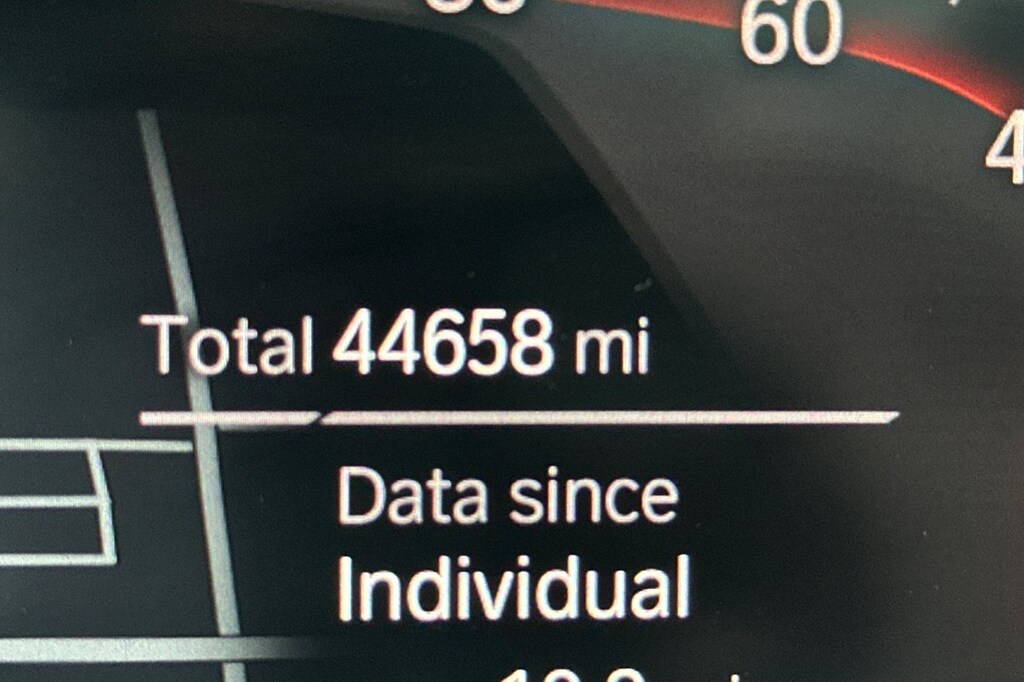 60
Total 44658 mi
Data since
Individual